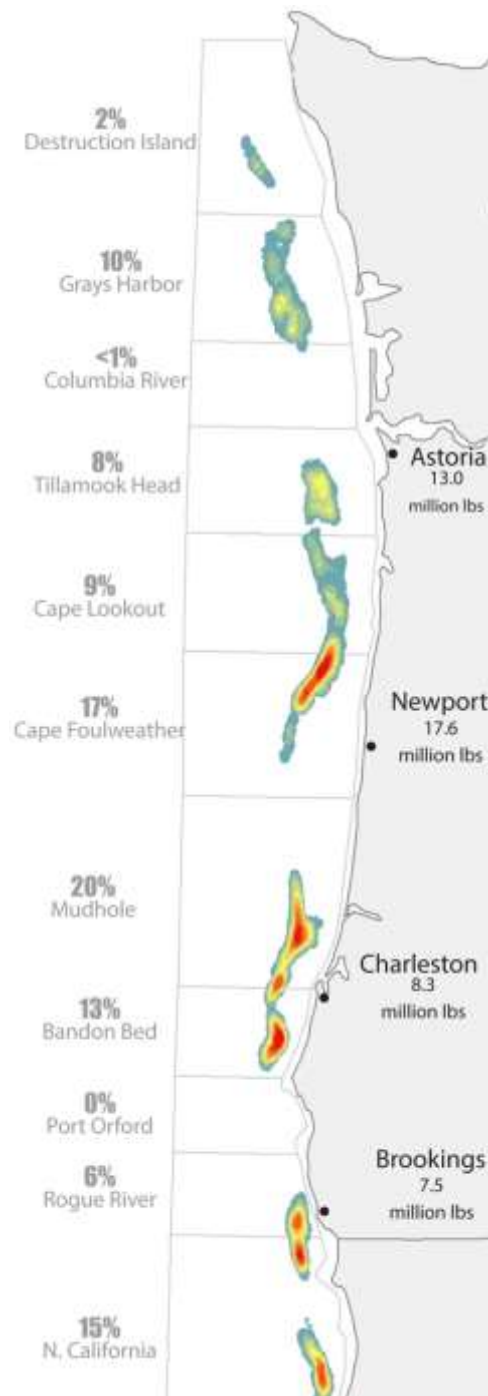 2%
Destruction Island
10%
Grays Harbor
<1%
Columbia River
8%
Tillamook Head
Astoria
13.0
million lbs
9%
Cape Lookout
17%
Cape Foulweather
Newport
17.6
million lbs
20%
Mudhole
Charleston
8.3
million lbs
13%
Bandon Bed
0%
Port Orford
6%
Rogue River
Brookings
7.5
million lbs
15%
N. California